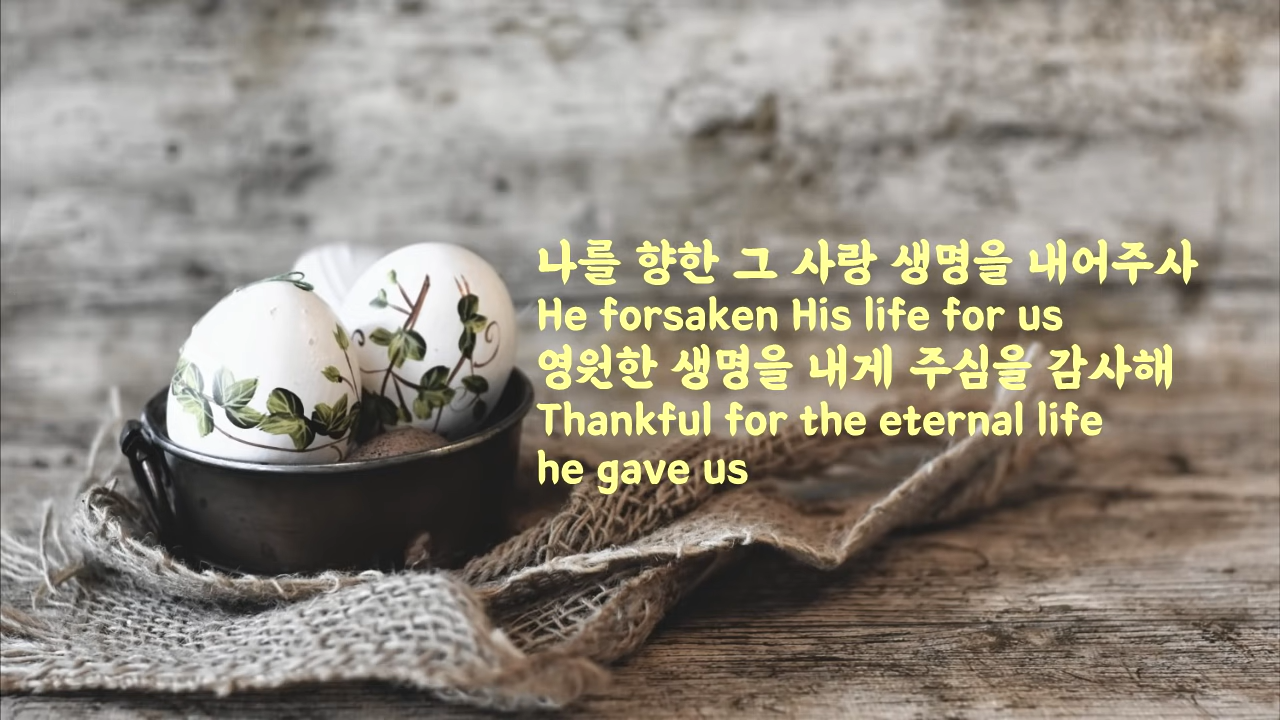 나를 향한 그 사랑 생명을 내어주사
He forsaken His life for us
영원한 생명을 내게 주심을 감사해
Thankful for the eternal life
he gave us